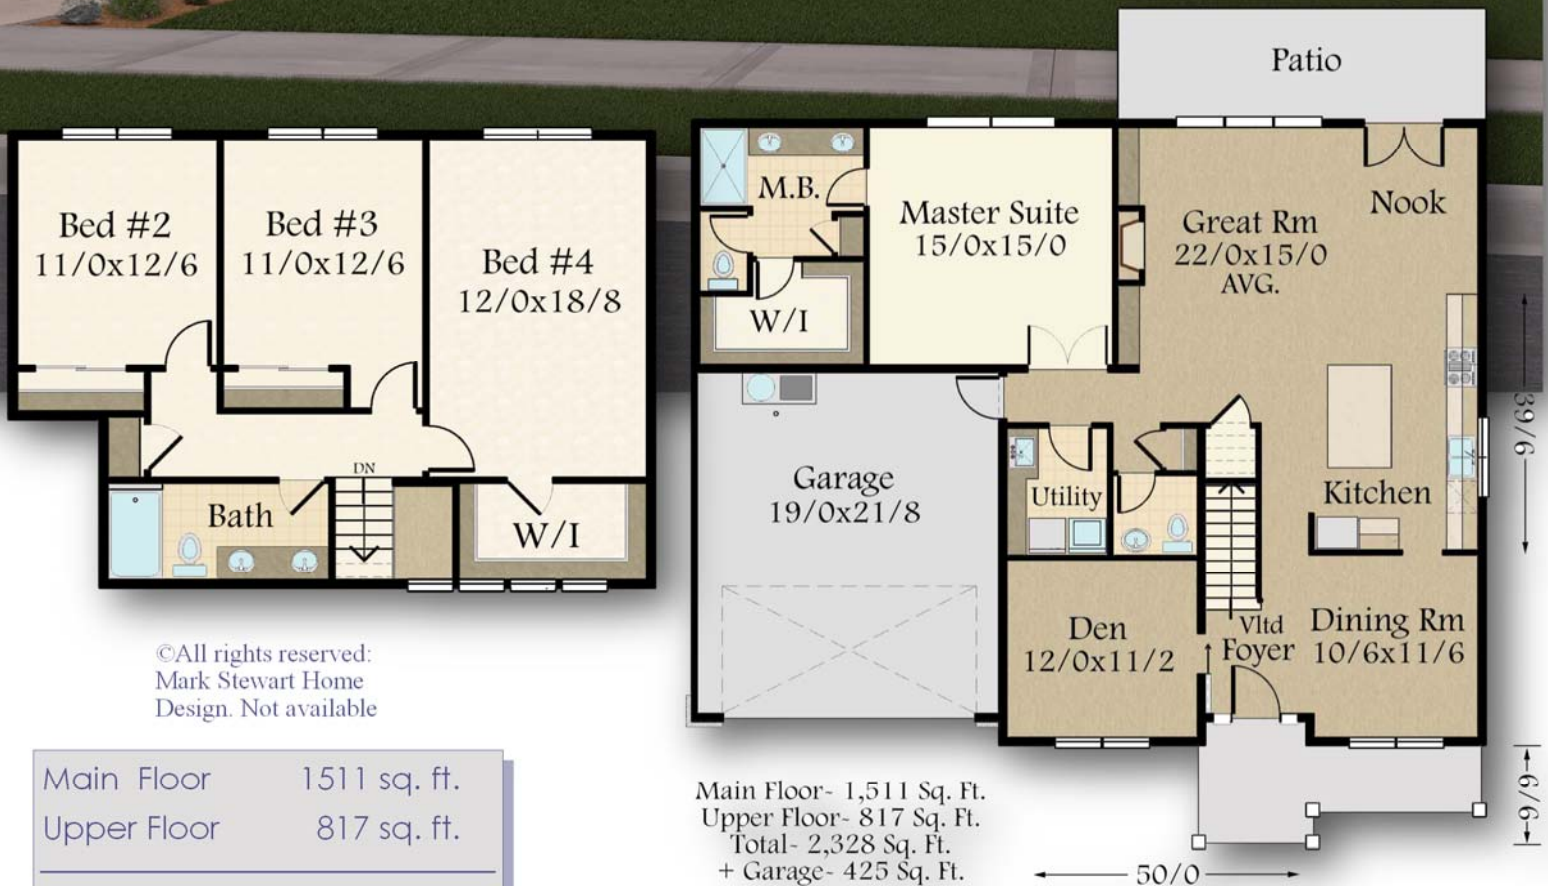 Patio
Bed #2
11/0x12/6
Bed #3
11/0x12/6
Bed #4
12/0x18/8
DN
Bath
W/I
M.B.
W/I
Master Suite
15/0x15/0
Great Rm
22/0x15/0
AVG.
Nook
39/6
Garage
19/0x21/8
Utility
Kitchen
Den
12/0x11/2
Vltd
Foyer
Dining Rm
10/6x11/6
6/6
50/0
©All rights reserved:
Mark Stewart Home
Design. Not available
Main Floor 1511 sq. ft.
Upper Floor 817 sq. ft.
Main Floor- 1,511 Sq. Ft.
Upper Floor- 817 Sq. Ft.
Total- 2,328 Sq. Ft.
+ Garage- 425 Sq. Ft.